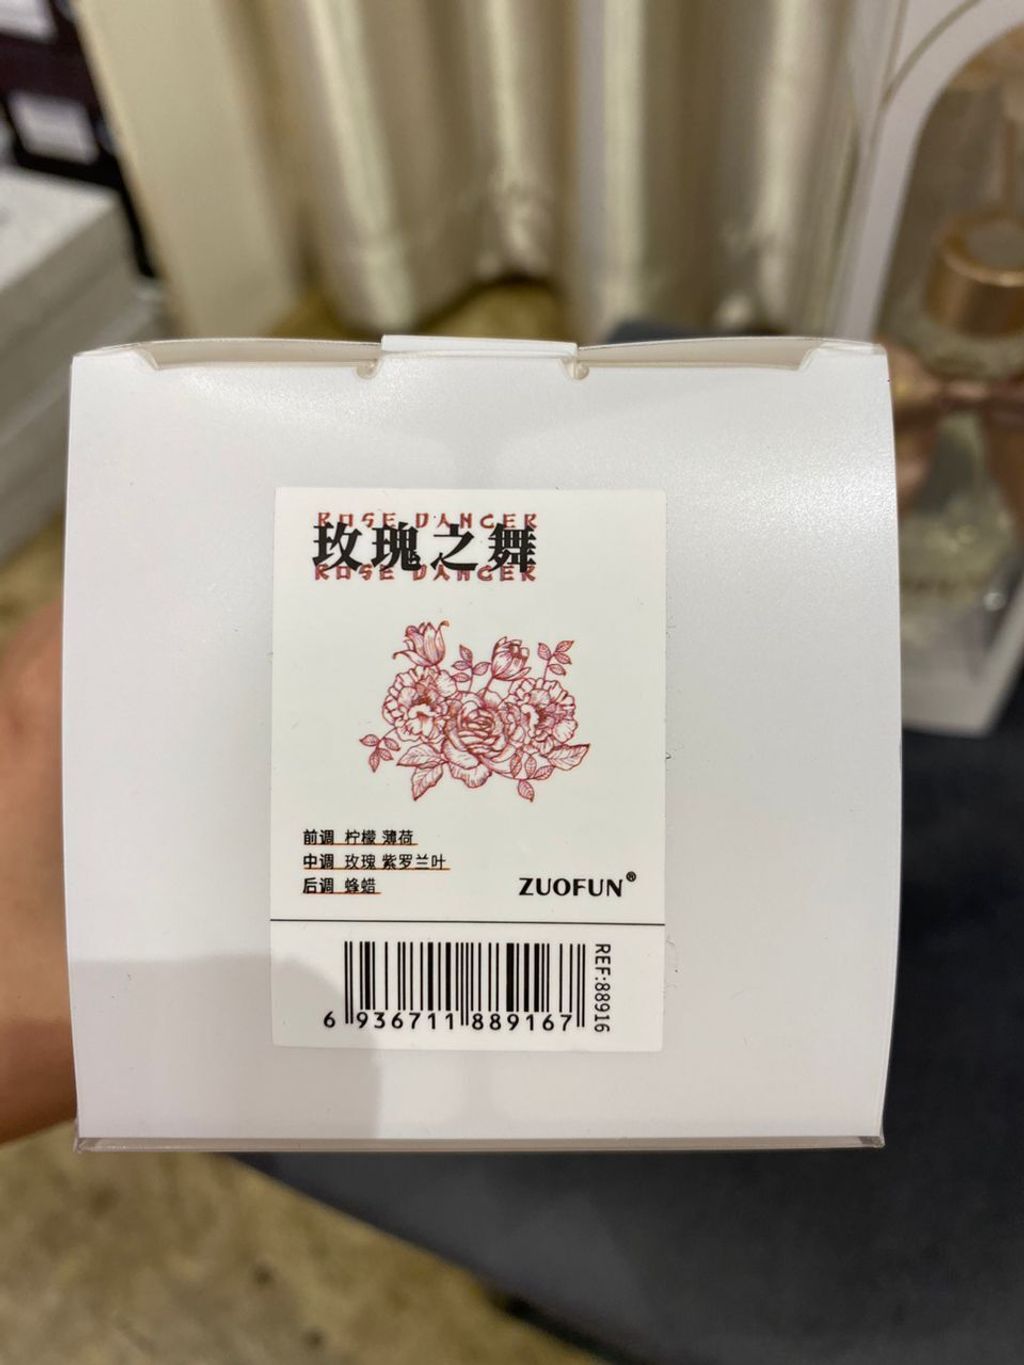 ROSE DANCER
玫瑰之舞
ROSE DANCER
前调 柠檬 薄荷
中调 玫瑰 紫罗兰叶
后调 蜂蜡
ZUOFUN®
REF:88916
6 936711 889167